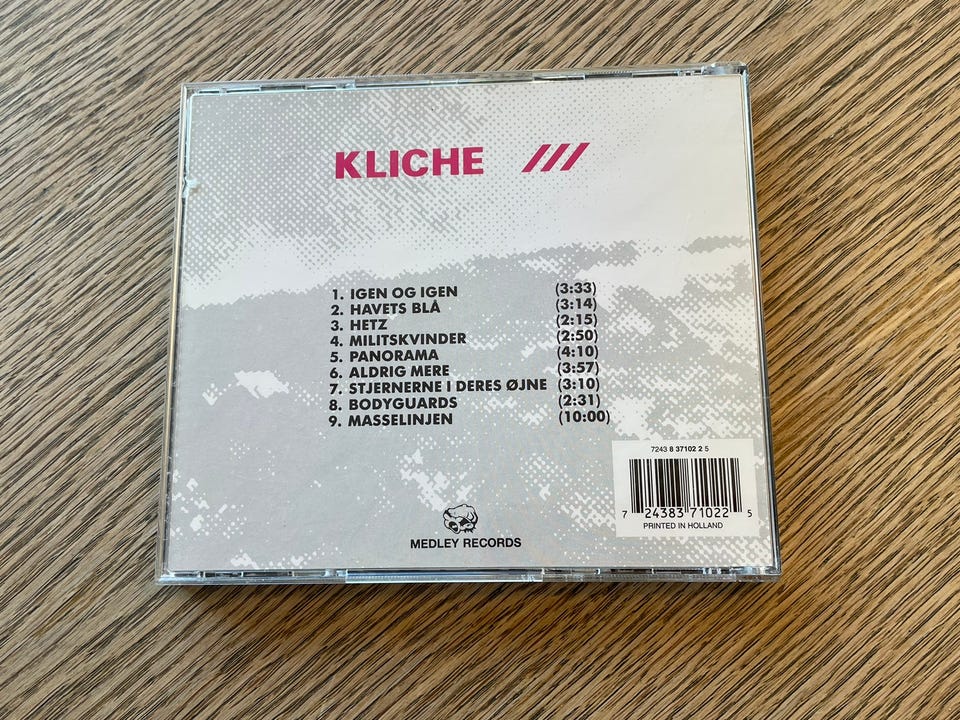 KLICHE ///
1. IGEN OG IGEN (3:33)
2. HAVETS BLÅ (3:14)
3. HETZ (2:15)
4. MILITSKVINDER (2:50)
5. PANORAMA (4:10)
6. ALDRIG MERE (3:57)
7. STJERNERNE I DERES ØJNE (3:10)
8. BODYGUARDS (2:31)
9. MASSELINJEN (10:00)
7243 8 37102 2 5
7 24383 71022 5
PRINTED IN HOLLAND
MEDLEY RECORDS